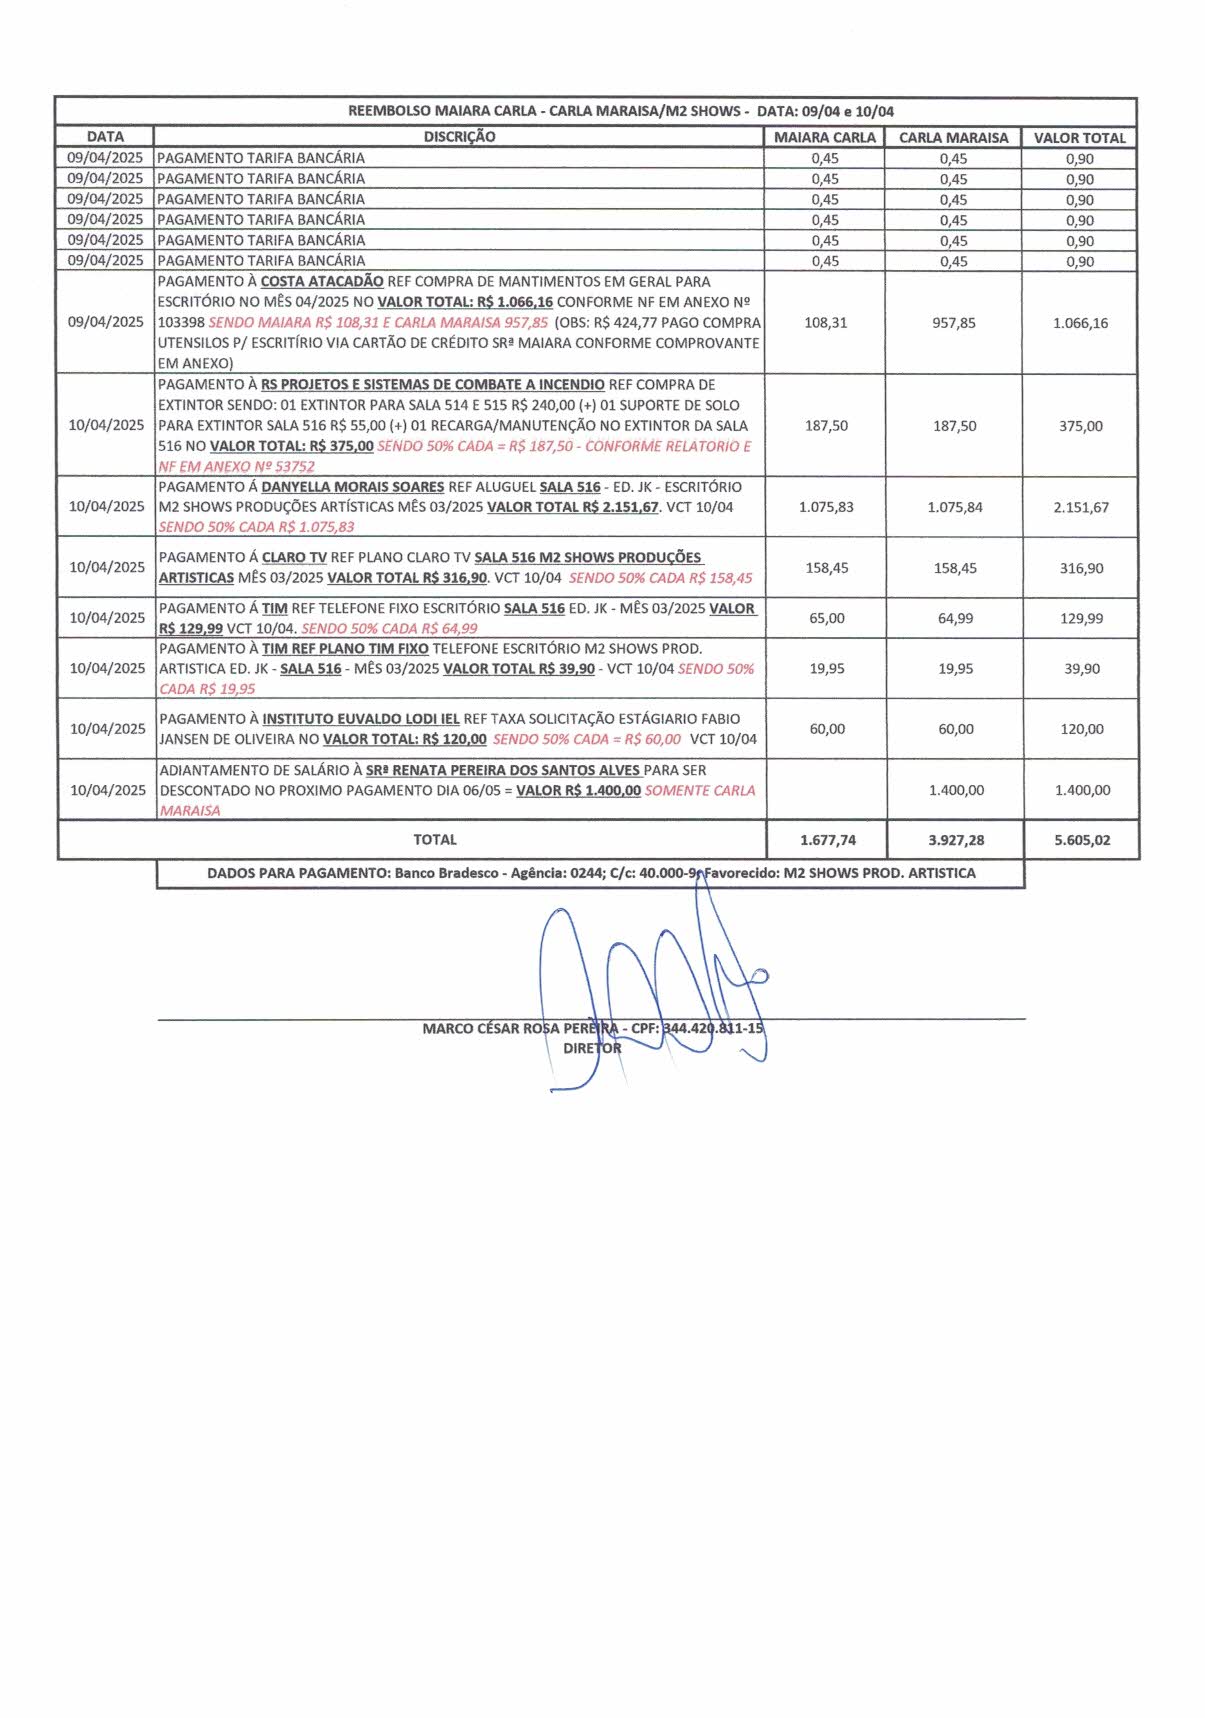 REEMBOLSO MAIARA CARLA - CARLA MARAISA/M2 SHOWS - DATA: 09/04 e 10/04
DATA DISCRIÇÃO MAIARA CARLA CARLA MARAISA VALOR TOTAL
09/04/2025 PAGAMENTO TARIFA BANCÁRIA 0,45 0,45 0,90
09/04/2025 PAGAMENTO TARIFA BANCÁRIA 0,45 0,45 0,90
09/04/2025 PAGAMENTO TARIFA BANCÁRIA 0,45 0,45 0,90
09/04/2025 PAGAMENTO TARIFA BANCÁRIA 0,45 0,45 0,90
09/04/2025 PAGAMENTO TARIFA BANCÁRIA 0,45 0,45 0,90
09/04/2025 PAGAMENTO TARIFA BANCÁRIA 0,45 0,45 0,90
PAGAMENTO À COSTA ATACADÃO REF COMPRA DE MANTIMENTOS EM GERAL PARA
ESCRITÓRIO NO MÊS 04/2025 NO VALOR TOTAL: R$ 1.066,16 CONFORME NF EM ANEXO Nº
09/04/2025 103398 SENDO MAIARA R$ 108,31 E CARLA MARAISA 957,85 (OBS: R$ 424,77 PAGO COMPRA 108,31 957,85 1.066,16
UTENSILOS P/ ESCRITÍRIO VIA CARTÃO DE CRÉDITO SRª MAIARA CONFORME COMPROVANTE
EM ANEXO)
PAGAMENTO À RS PROJETOS E SISTEMAS DE COMBATE A INCENDIO REF COMPRA DE
EXTINTOR SENDO: 01 EXTINTOR PARA SALA 514 E 515 R$ 240,00 (+) 01 SUPORTE DE SOLO
10/04/2025 PARA EXTINTOR SALA 516 R$ 55,00 (+) 01 RECARGA/MANUTENÇÃO NO EXTINTOR DA SALA 187,50 187,50 375,00
516 NO VALOR TOTAL: R$ 375,00 SENDO 50% CADA = R$ 187,50 - CONFORME RELATORIO E
NF EM ANEXO Nº 53752
PAGAMENTO Á DANYELLA MORAIS SOARES REF ALUGUEL SALA 516 - ED. JK - ESCRITÓRIO
10/04/2025 M2 SHOWS PRODUÇÕES ARTÍSTICAS MÊS 03/2025 VALOR TOTAL R$ 2.151,67. VCT 10/04 1.075,83 1.075,84 2.151,67
SENDO 50% CADA R$ 1.075,83
PAGAMENTO Á CLARO TV REF PLANO CLARO TV SALA 516 M2 SHOWS PRODUÇÕES
10/04/2025 ARTISTICAS MÊS 03/2025 VALOR TOTAL R$ 316,90. VCT 10/04 SENDO 50% CADA R$ 158,45 158,45 158,45 316,90
PAGAMENTO Á TIM REF TELEFONE FIXO ESCRITÓRIO SALA 516 ED. JK - MÊS 03/2025 VALOR
10/04/2025 R$ 129,99 VCT 10/04. SENDO 50% CADA R$ 64,99 65,00 64,99 129,99
PAGAMENTO À TIM REF PLANO TIM FIXO TELEFONE ESCRITÓRIO M2 SHOWS PROD.
10/04/2025 ARTISTICA ED. JK - SALA 516 - MÊS 03/2025 VALOR TOTAL R$ 39,90 - VCT 10/04 SENDO 50% 19,95 19,95 39,90
CADA R$ 19,95
PAGAMENTO À INSTITUTO EUVALDO LODI IEL REF TAXA SOLICITAÇÃO ESTÁGIARIO FABIO
10/04/2025 JANSEN DE OLIVEIRA NO VALOR TOTAL: R$ 120,00 SENDO 50% CADA = R$ 60,00 VCT 10/04 60,00 60,00 120,00
ADIANTAMENTO DE SALÁRIO À SRª RENATA PEREIRA DOS SANTOS ALVES PARA SER
10/04/2025 DESCONTADO NO PROXIMO PAGAMENTO DIA 06/05 = VALOR R$ 1.400,00 SOMENTE CARLA 1.400,00 1.400,00
MARAISA
TOTAL 1.677,74 3.927,28 5.605,02
DADOS PARA PAGAMENTO: Banco Bradesco - Agência: 0244; C/c: 40.000-9; Favorecido: M2 SHOWS PROD. ARTISTICA
MARCO CÉSAR ROSA PEREIRA - CPF: 344.420.811-15
DIRETOR